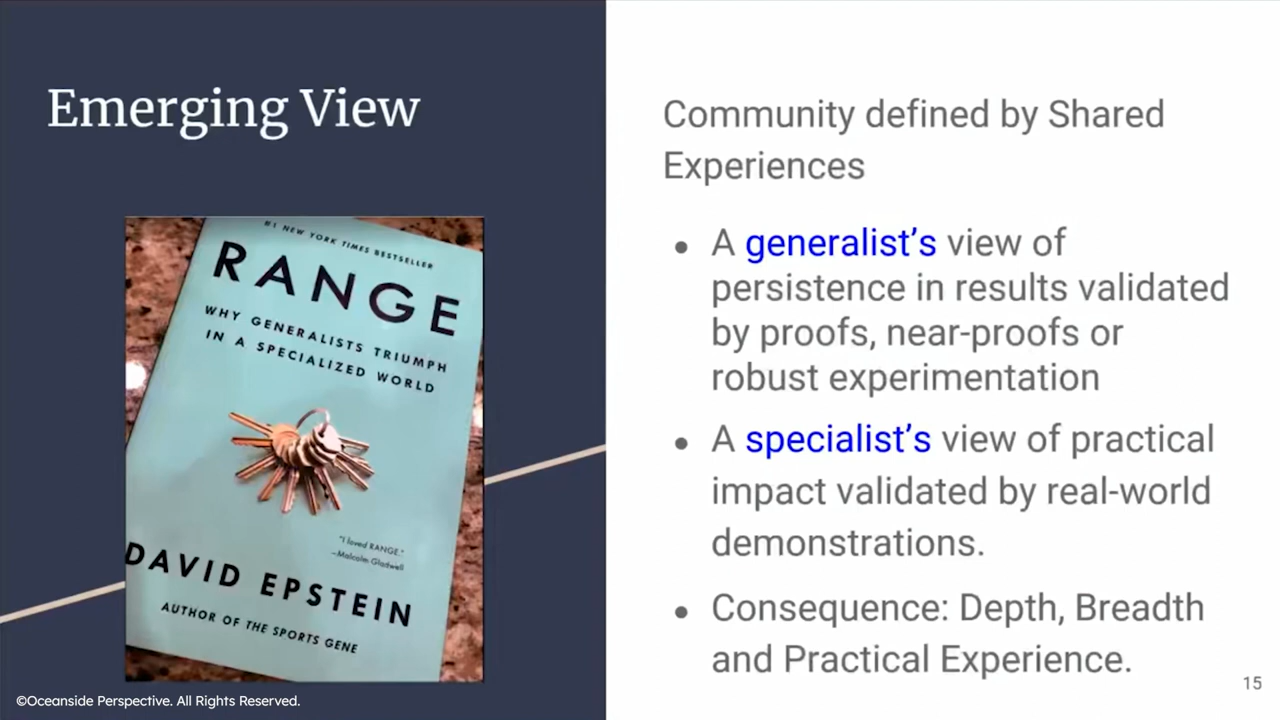 Emerging View
#1 NEW YORK TIMES BESTSELLER
RANGE
WHY GENERALISTS TRIUMPH
IN A SPECIALIZED WORLD
"I loved RANGE."
—Malcolm Gladwell
DAVID EPSTEIN
AUTHOR OF THE SPORTS GENE
©Oceanside Perspective. All Rights Reserved.
Community defined by Shared
Experiences
● A generalist's view of
persistence in results validated
by proofs, near-proofs or
robust experimentation
● A specialist's view of practical
impact validated by real-world
demonstrations.
● Consequence: Depth, Breadth
and Practical Experience.
15